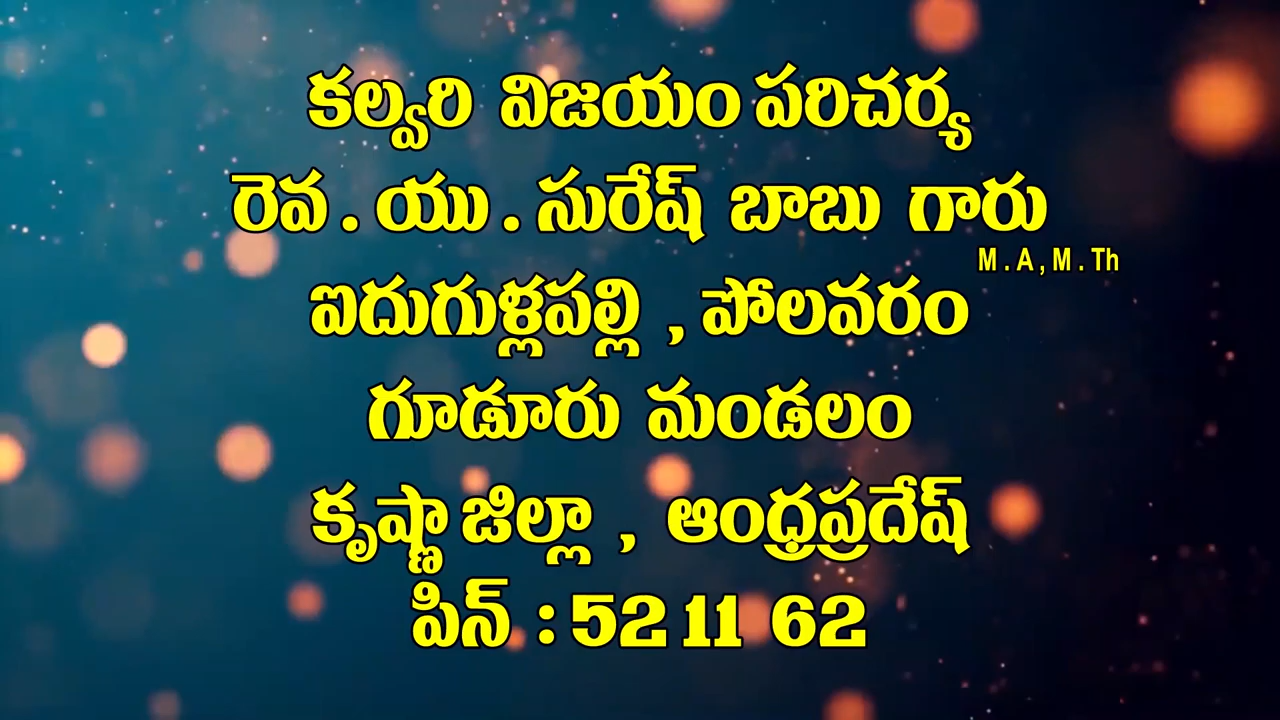 కల్వరి విజయం పరిచర్య
రెవ . యు . సురేష్ బాబు గారు
M . A , M . Th
ఐదుగుళ్లపల్లి , పోలవరం
గూడూరు మండలం
కృష్ణా జిల్లా , ఆంధ్రప్రదేష్
పిన్ : 52 11 62